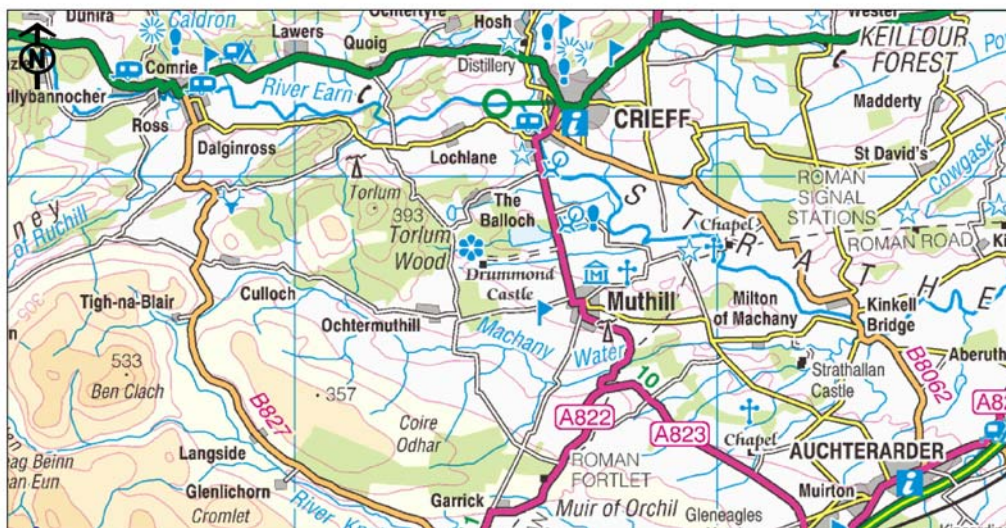 Dunira
Caldron
Lawers
Ochtertyre
Quoig
Hosh
Distillery
Wester
KEILLOUR
FOREST
N
Comrie
River Earn
CRIEFF
Madderty
Ross
Dalginross
Lochlane
St David's
Cowgask
ROMAN
SIGNAL
STATIONS
Torlum
393
Torlum
Wood
The
Balloch
S T R A T H E
Chapel
ROMAN ROAD
of Ruchill
Drummond
Castle
Tigh-na-Blair
Culloch
Ochtermuthill
Muthill
Milton
of Machany
Kinkell
Bridge
Machany
Water
533
Ben Clach
357
10
Strathallan
Castle
Aberuth
B827
B8062
Coire
Odhar
A822
A823
Chapel
AUCHTERARDER
Langside
ROMAN
FORTLET
Muirton
Glenlichorn
Cromlet
Garrick
Muir of Orchil
Gleneagles